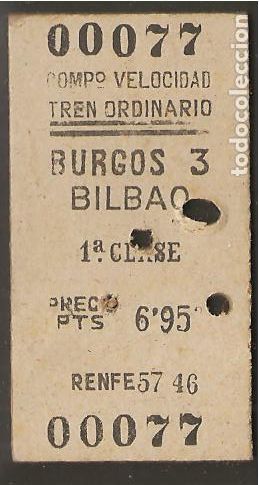 00077
COMPº VELOCIDAD
TREN ORDINARIO
BURGOS 3
BILBAO
1ª. CLASE
PRECIO
PTS 6'95
RENFE 57 46
00077
todocoleccion.net